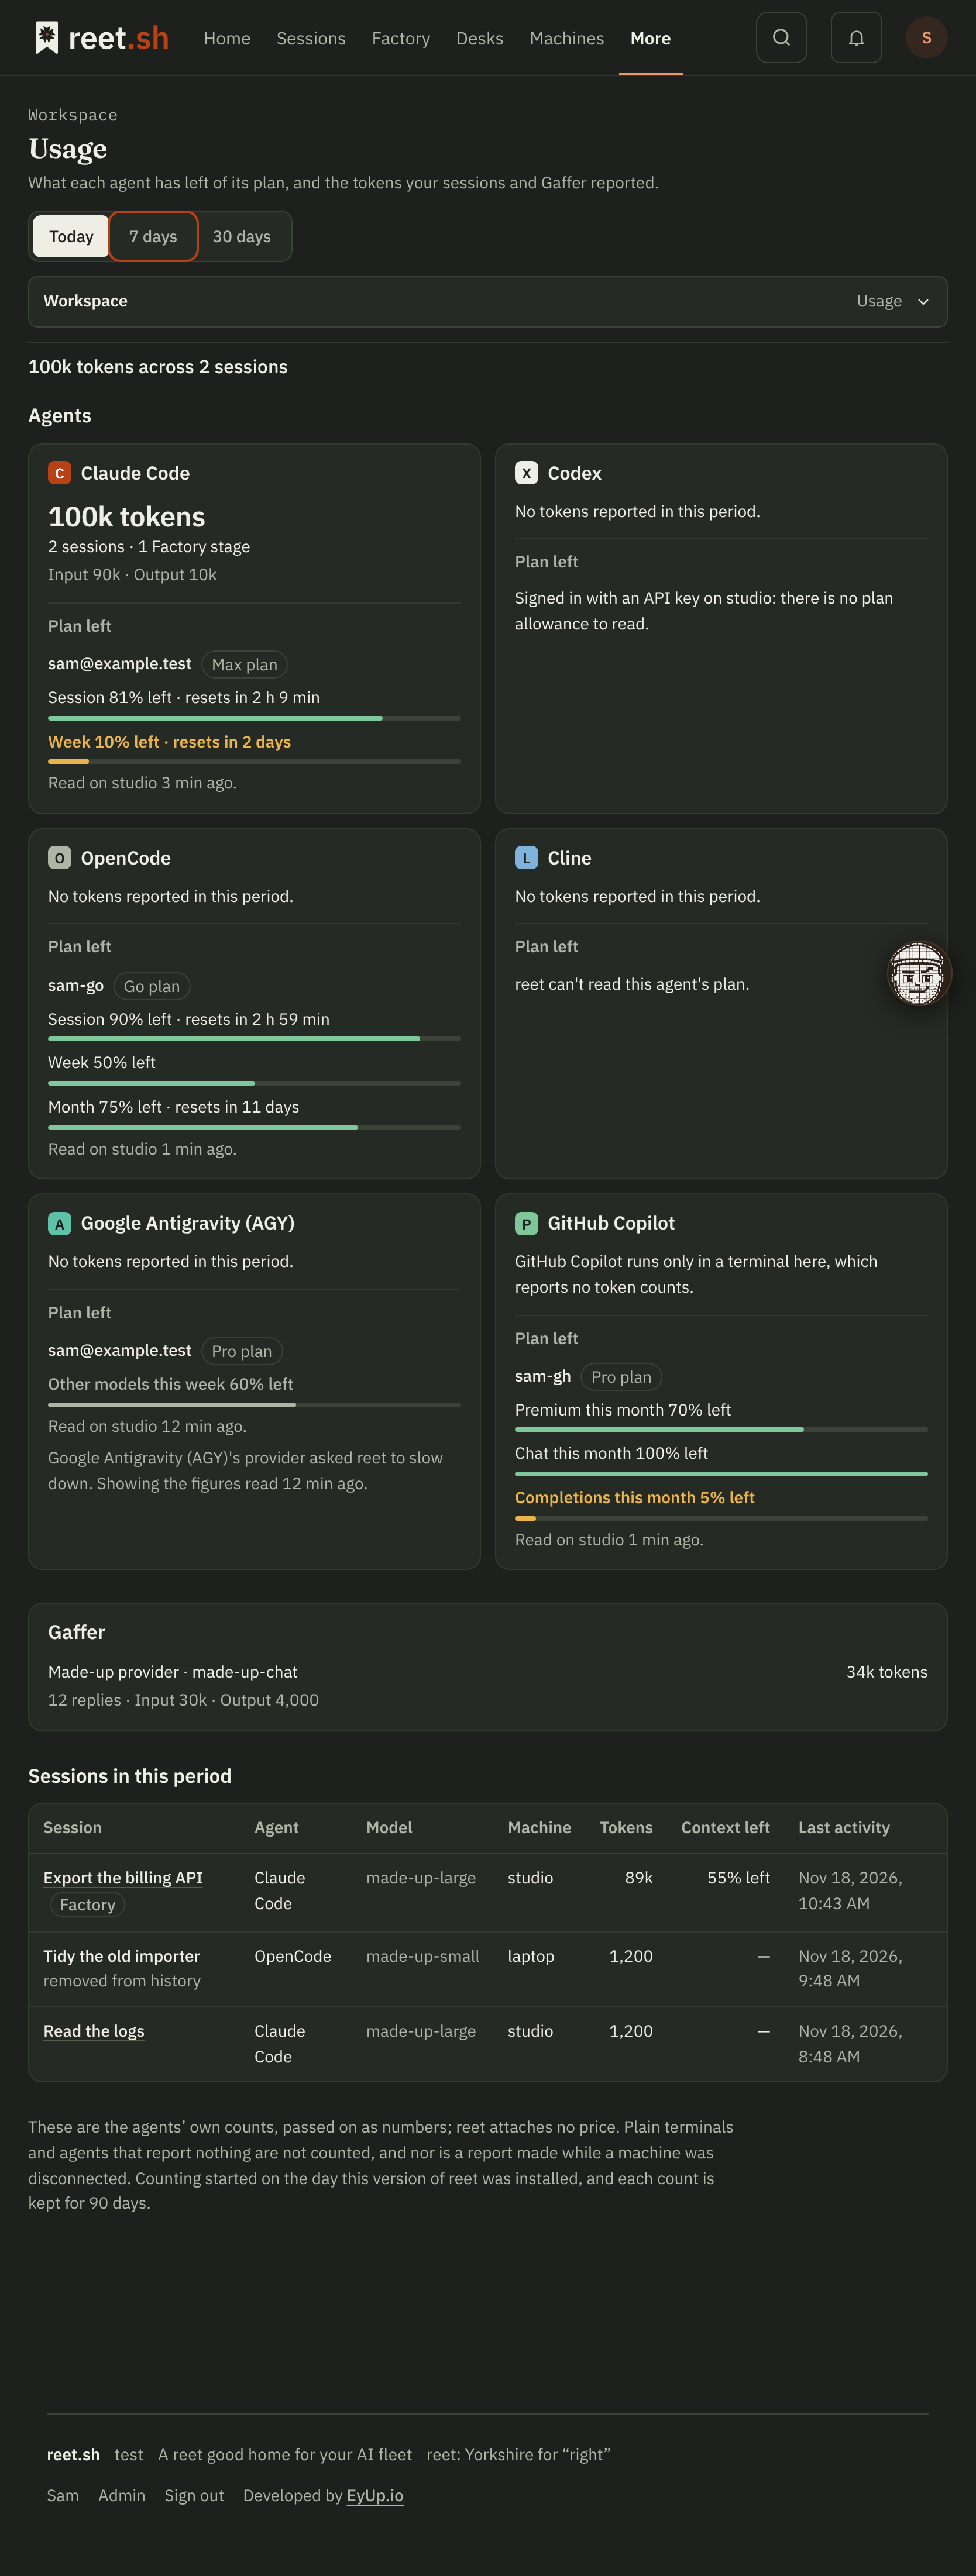 reet.sh Home Sessions Factory Desks Machines More S
Workspace
Usage
What each agent has left of its plan, and the tokens your sessions and Gaffer reported.
Today 7 days 30 days
Workspace Usage
100k tokens across 2 sessions
Agents
C Claude Code
100k tokens
2 sessions · 1 Factory stage
Input 90k · Output 10k
Plan left
sam@example.test Max plan
Session 81% left · resets in 2 h 9 min
Week 10% left · resets in 2 days
Read on studio 3 min ago.
X Codex
No tokens reported in this period.
Plan left
Signed in with an API key on studio: there is no plan
allowance to read.
O OpenCode
No tokens reported in this period.
Plan left
sam-go Go plan
Session 90% left · resets in 2 h 59 min
Week 50% left
Month 75% left · resets in 11 days
Read on studio 1 min ago.
L Cline
No tokens reported in this period.
Plan left
reet can't read this agent's plan.
A Google Antigravity (AGY)
No tokens reported in this period.
Plan left
sam@example.test Pro plan
Other models this week 60% left
Read on studio 12 min ago.
Google Antigravity (AGY)'s provider asked reet to slow
down. Showing the figures read 12 min ago.
P GitHub Copilot
GitHub Copilot runs only in a terminal here, which
reports no token counts.
Plan left
sam-gh Pro plan
Premium this month 70% left
Chat this month 100% left
Completions this month 5% left
Read on studio 1 min ago.
Gaffer
Made-up provider · made-up-chat 34k tokens
12 replies · Input 30k · Output 4,000
Sessions in this period
Session Agent Model Machine Tokens Context left Last activity
Export the billing API Claude made-up-large studio 89k 55% left Nov 18, 2026,
Factory Code 10:43 AM
Tidy the old importer OpenCode made-up-small laptop 1,200 — Nov 18, 2026,
removed from history 9:48 AM
Read the logs Claude made-up-large studio 1,200 — Nov 18, 2026,
Code 8:48 AM
These are the agents’ own counts, passed on as numbers; reet attaches no price. Plain terminals
and agents that report nothing are not counted, and nor is a report made while a machine was
disconnected. Counting started on the day this version of reet was installed, and each count is
kept for 90 days.
reet.sh test A reet good home for your AI fleet reet: Yorkshire for “right”
Sam Admin Sign out Developed by EyUp.io